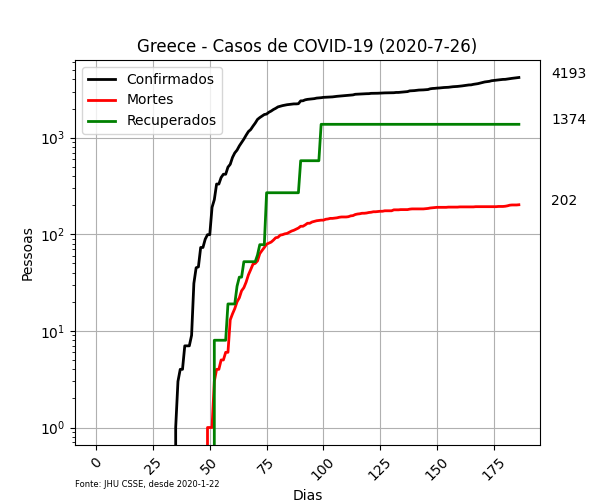 Greece - Casos de COVID-19 (2020-7-26)
Confirmados
Mortes
Recuperados
4193
1374
202
Pessoas
10³
10²
10¹
10⁰
0 25 50 75 100 125 150 175
Fonte: JHU CSSE, desde 2020-1-22
Dias